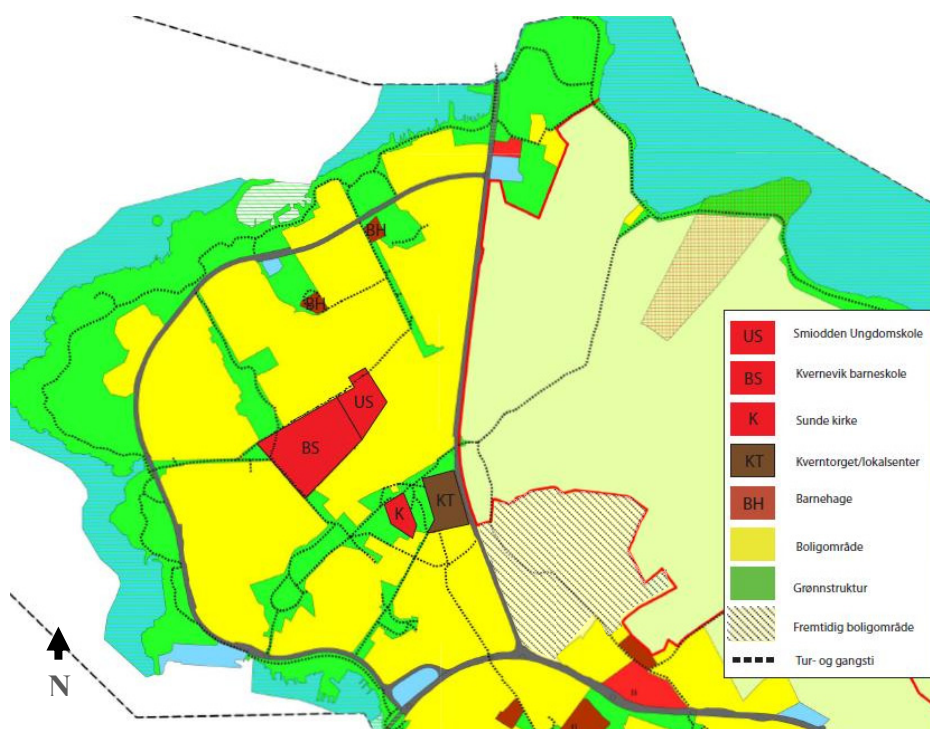 BH
BH
US
BS
K
KT
N
US Smiodden Ungdomskole
BS Kvernevik barneskole
K Sunde kirke
KT Kverntorget/lokalsenter
BH Barnehage
Boligområde
Grønnstruktur
Fremtidig boligområde
Tur- og gangsti